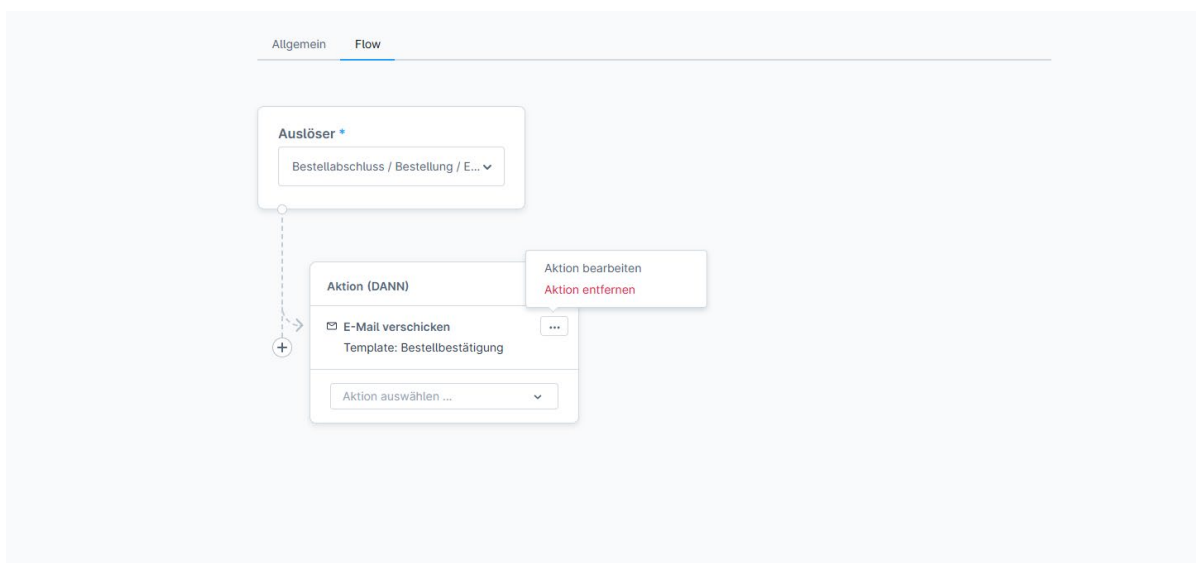 Allgemein Flow
Auslöser *
Bestellabschluss / Bestellung / E...
Aktion bearbeiten
Aktion entfernen
Aktion (DANN)
E-Mail verschicken
Template: Bestellbestätigung
Aktion auswählen ...